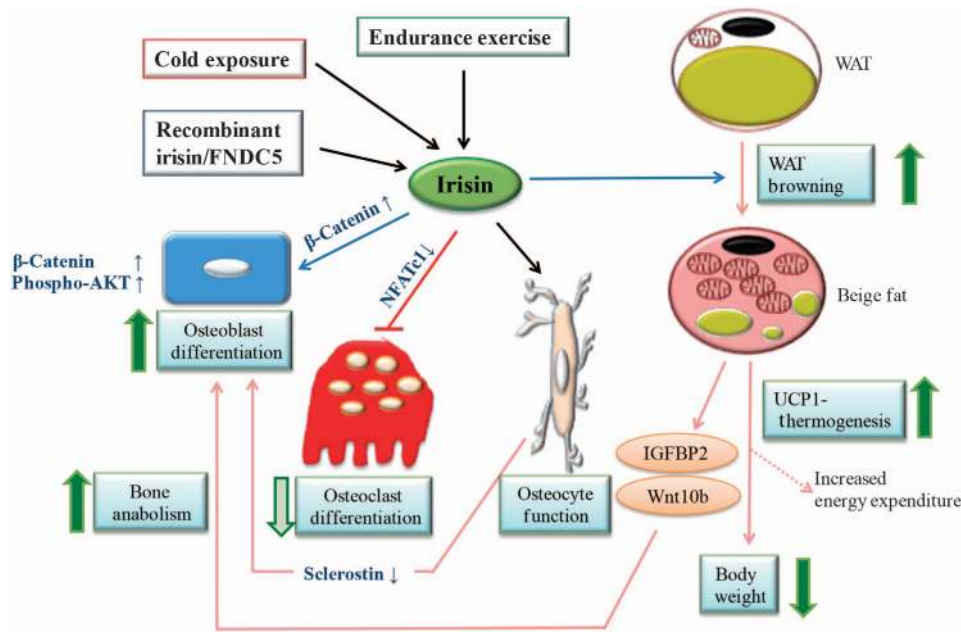 Endurance exercise
Cold exposure
WAT
Recombinant
irisin/FNDC5
WAT
browning
Irisin
β-Catenin ↑
β-Catenin ↑
Phospho-AKT ↑
NFATc1↓
Beige fat
Osteoblast
differentiation
UCP1-
thermogenesis
IGFBP2
Wnt10b
Increased
energy expenditure
Bone
anabolism
Osteoclast
differentiation
Osteocyte
function
Sclerostin ↓
Body
weight